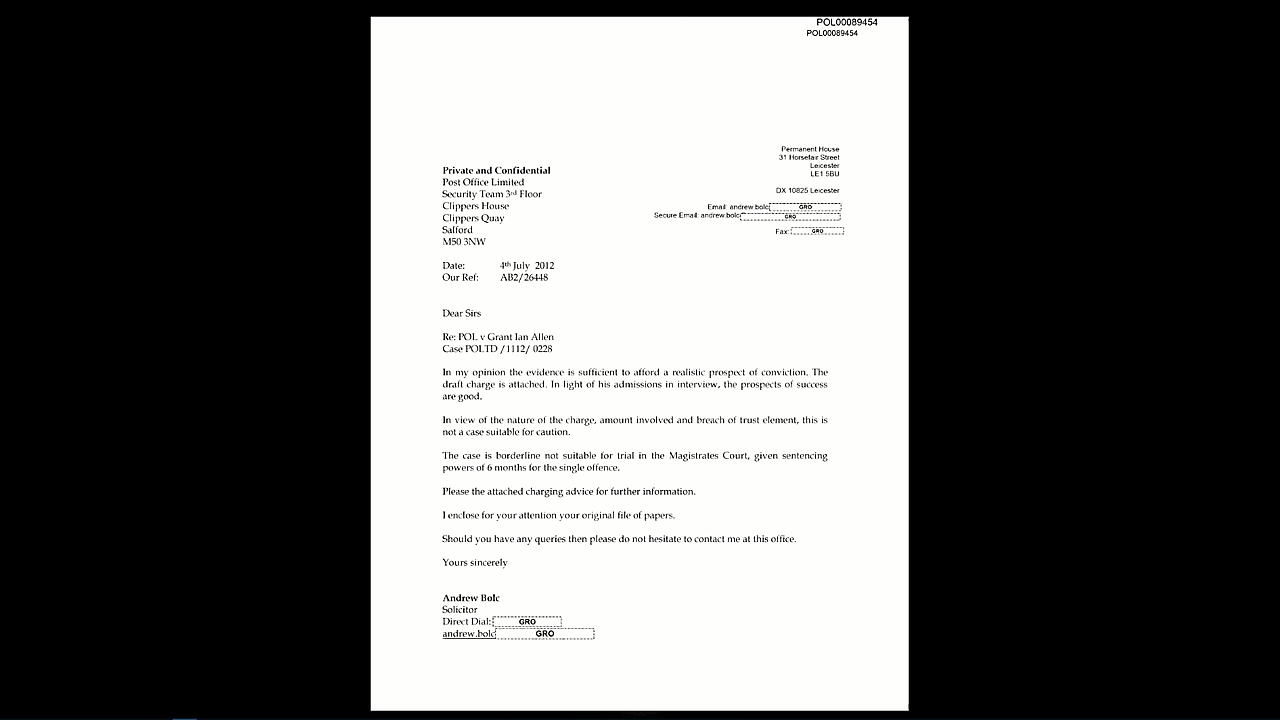 POL00089454
POL00089454
Permanent House
31 Horsefair Street
Leicester
LE1 5BU
DX 10825 Leicester
Email: andrew.bolc GRO
Secure Email: andrew.bolc GRO
Fax: GRO
Private and Confidential
Post Office Limited
Security Team 3rd Floor
Clippers House
Clippers Quay
Salford
M50 3NW
Date: 4th July 2012
Our Ref: AB2/26448
Dear Sirs
Re: POL v Grant Ian Allen
Case POLTD /1112/ 0228
In my opinion the evidence is sufficient to afford a realistic prospect of conviction. The
draft charge is attached. In light of his admissions in interview, the prospects of success
are good.
In view of the nature of the charge, amount involved and breach of trust element, this is
not a case suitable for caution.
The case is borderline not suitable for trial in the Magistrates Court, given sentencing
powers of 6 months for the single offence.
Please the attached charging advice for further information.
I enclose for your attention your original file of papers.
Should you have any queries then please do not hesitate to contact me at this office.
Yours sincerely
Andrew Bolc
Solicitor
Direct Dial: GRO
andrew.bolc GRO